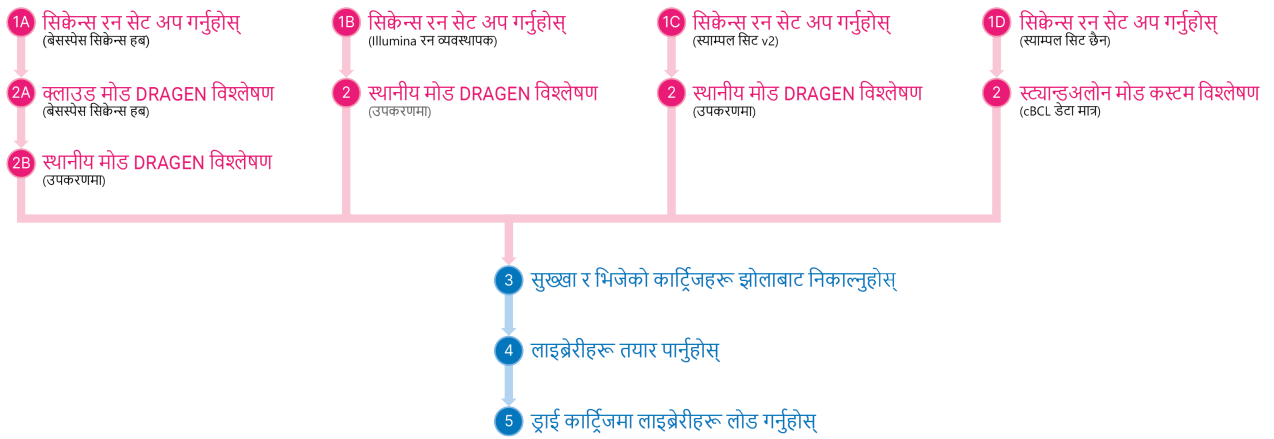 1A सिक्वेन्स रन सेट अप गर्नुहोस्
(बेसस्पेस सिक्वेन्स हब)
2A क्लाउड मोड DRAGEN विश्लेषण
(बेसस्पेस सिक्वेन्स हब)
2B स्थानीय मोड DRAGEN विश्लेषण
(उपकरणमा)
1B सिक्वेन्स रन सेट अप गर्नुहोस्
(Illumina रन व्यवस्थापक)
2 स्थानीय मोड DRAGEN विश्लेषण
(उपकरणमा)
1C सिक्वेन्स रन सेट अप गर्नुहोस्
(स्याम्पल सिट v2)
2 स्थानीय मोड DRAGEN विश्लेषण
(उपकरणमा)
1D सिक्वेन्स रन सेट अप गर्नुहोस्
(स्याम्पल सिट छैन)
2 स्ट्यान्डअलोन मोड कस्टम विश्लेषण
(cBCL डेटा मात्र)
3 सुख्खा र भिजेको कार्ट्रिजहरू झोलाबाट निकाल्नुहोस्
4 लाइब्रेरीहरू तयार पार्नुहोस्
5 ड्राई कार्ट्रिजमा लाइब्रेरीहरू लोड गर्नुहोस्